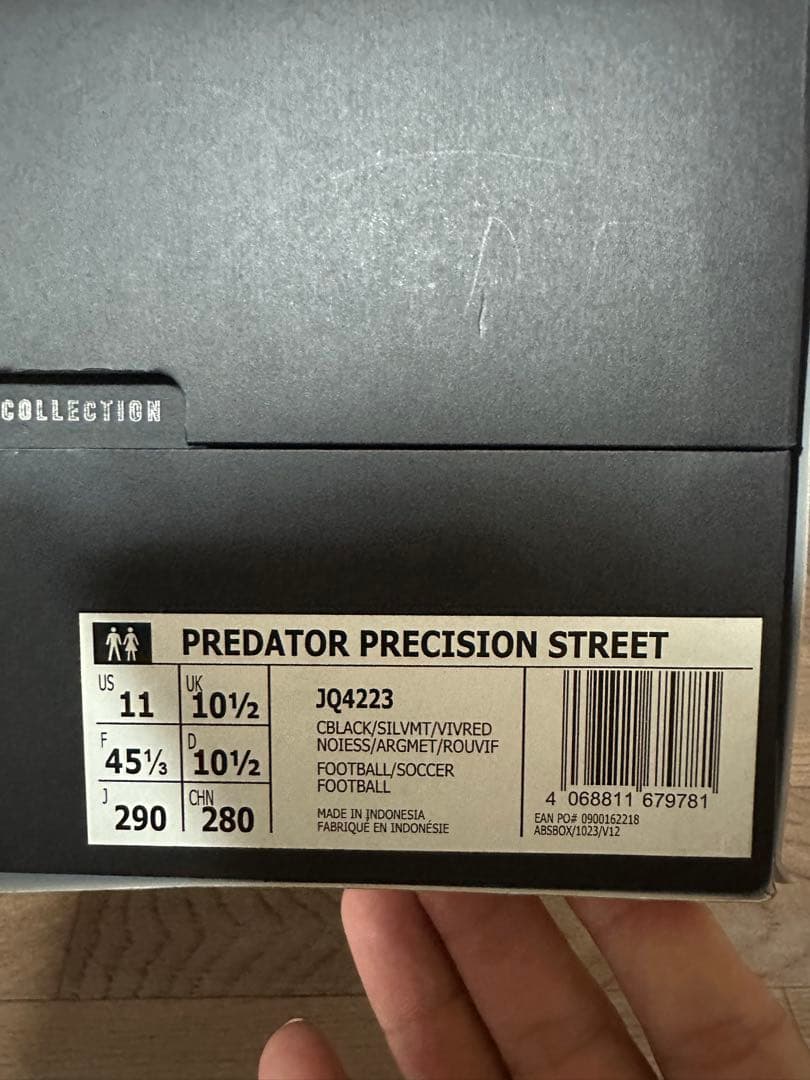 COLLECTION
PREDATOR PRECISION STREET
US 11 UK 10½
F 45⅓ D 10½
J 290 CHN 280
JQ4223
CBLACK/SILVMT/VIVRED
NOIESS/ARGMET/ROUVIF
FOOTBALL/SOCCER
FOOTBALL
MADE IN INDONESIA
FABRIQUÉ EN INDONÉSIE
4 068811 679781
EAN PO# 0900162218
ABSBOX/1023/V12